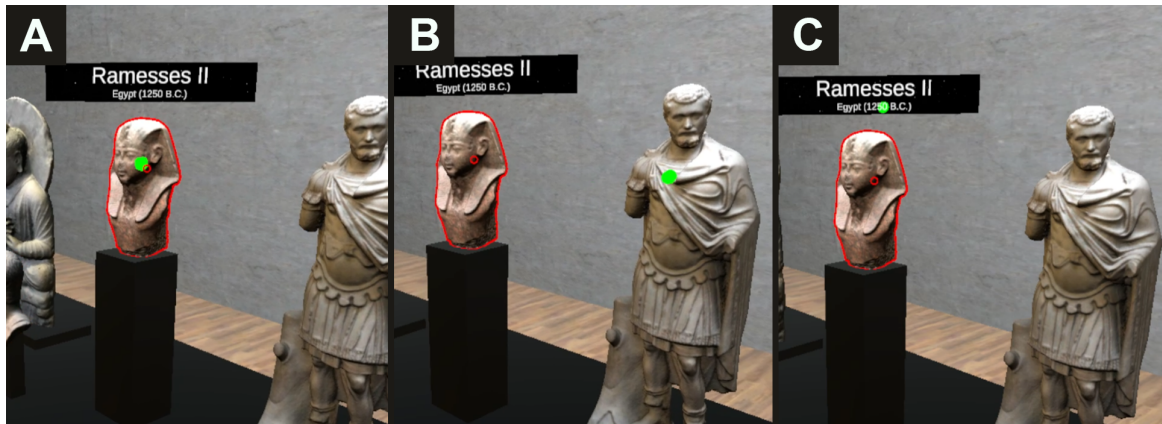 A
Ramesses II
Egypt (1250 B.C.)
B
Ramesses II
Egypt (1250 B.C.)
C
Ramesses II
Egypt (1250 B.C.)